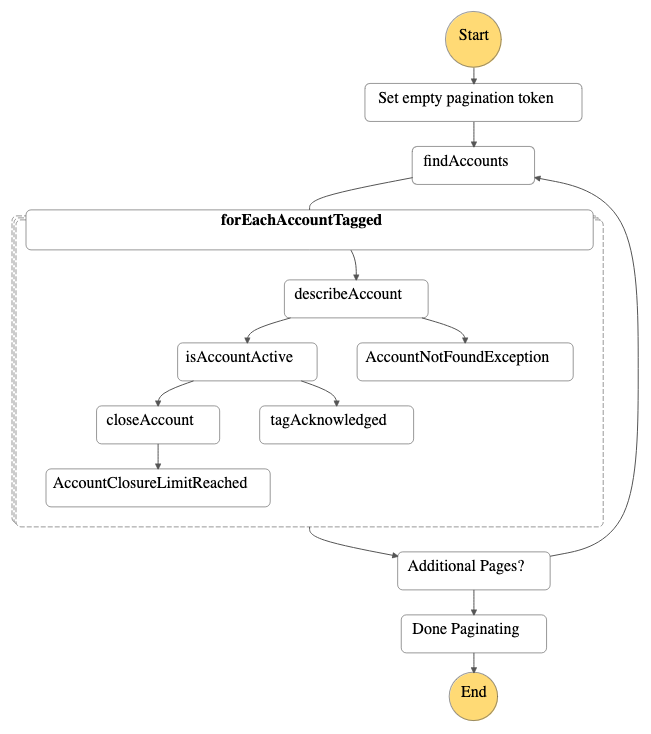 Start
Set empty pagination token
findAccounts
forEachAccountTagged
describeAccount
isAccountActive
AccountNotFoundException
closeAccount
tagAcknowledged
AccountClosureLimitReached
Additional Pages?
Done Paginating
End